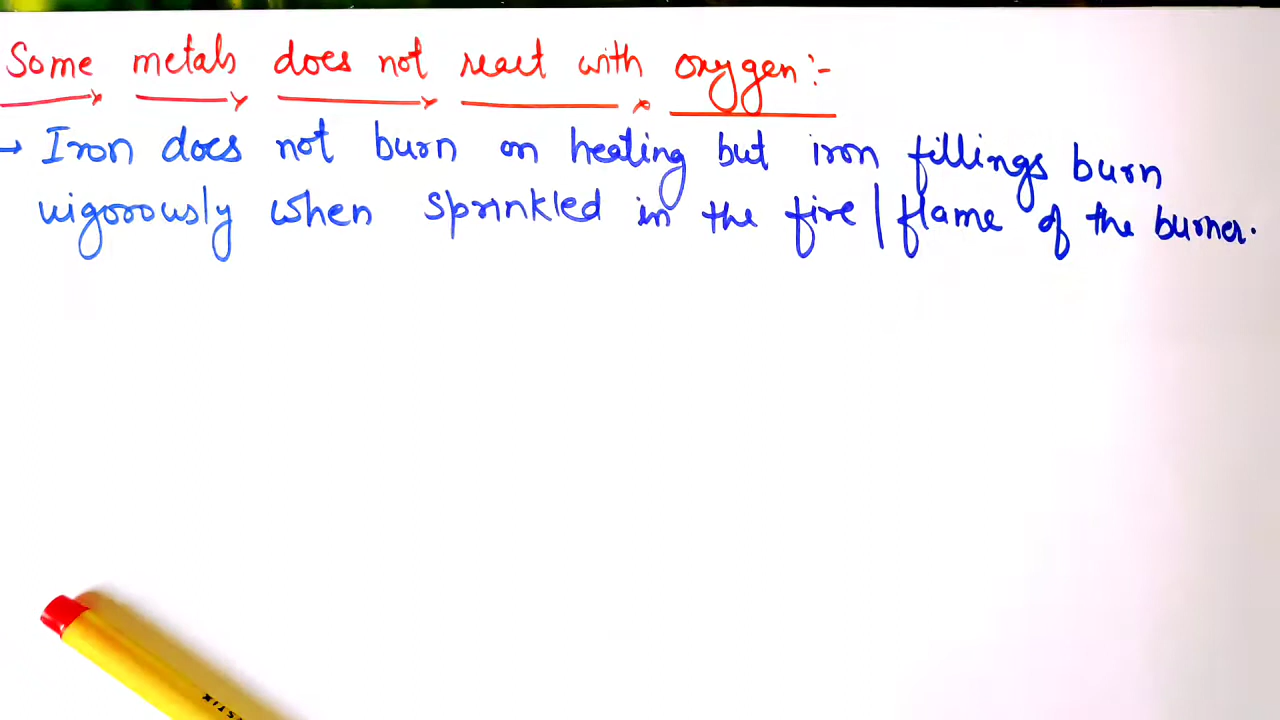 Some metals does not react with oxygen:-
→ Iron does not burn on heating but iron fillings burn
vigorously when sprinkled in the fire/flame of the burner.